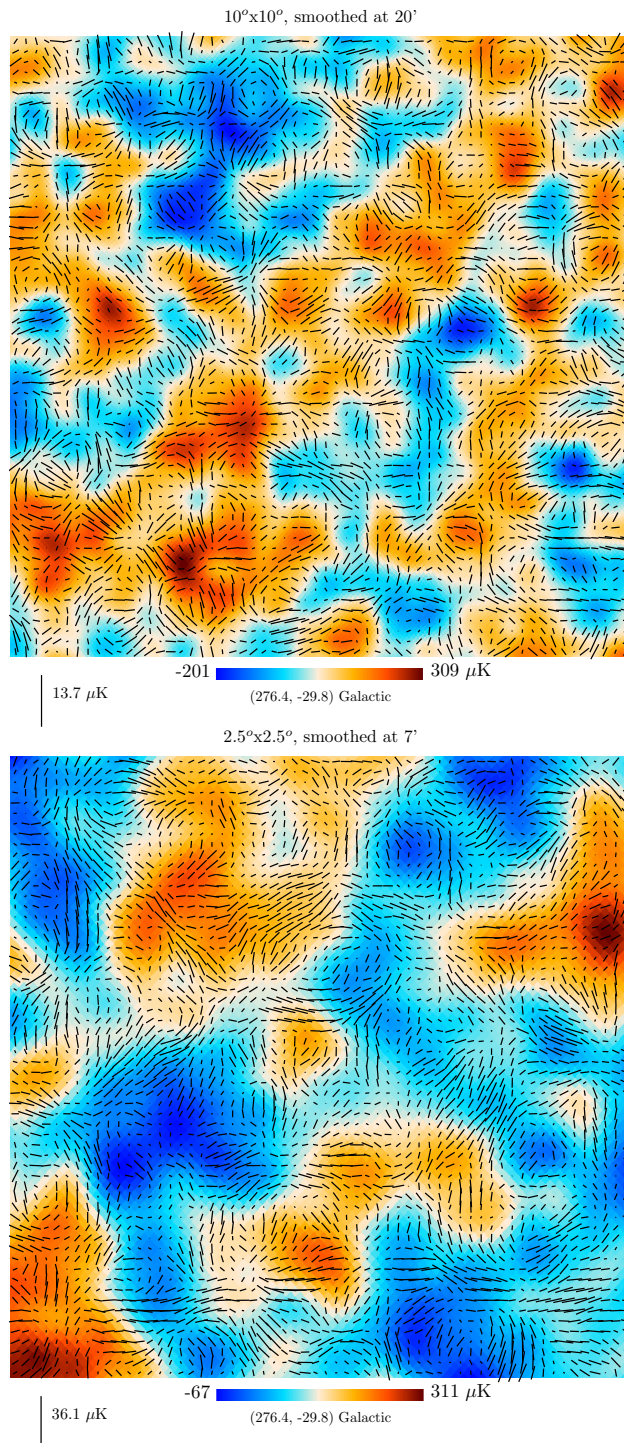 10°x10°, smoothed at 20'
-201 309 μK
13.7 μK
(276.4, -29.8) Galactic
2.5°x2.5°, smoothed at 7'
-67 311 μK
36.1 μK
(276.4, -29.8) Galactic